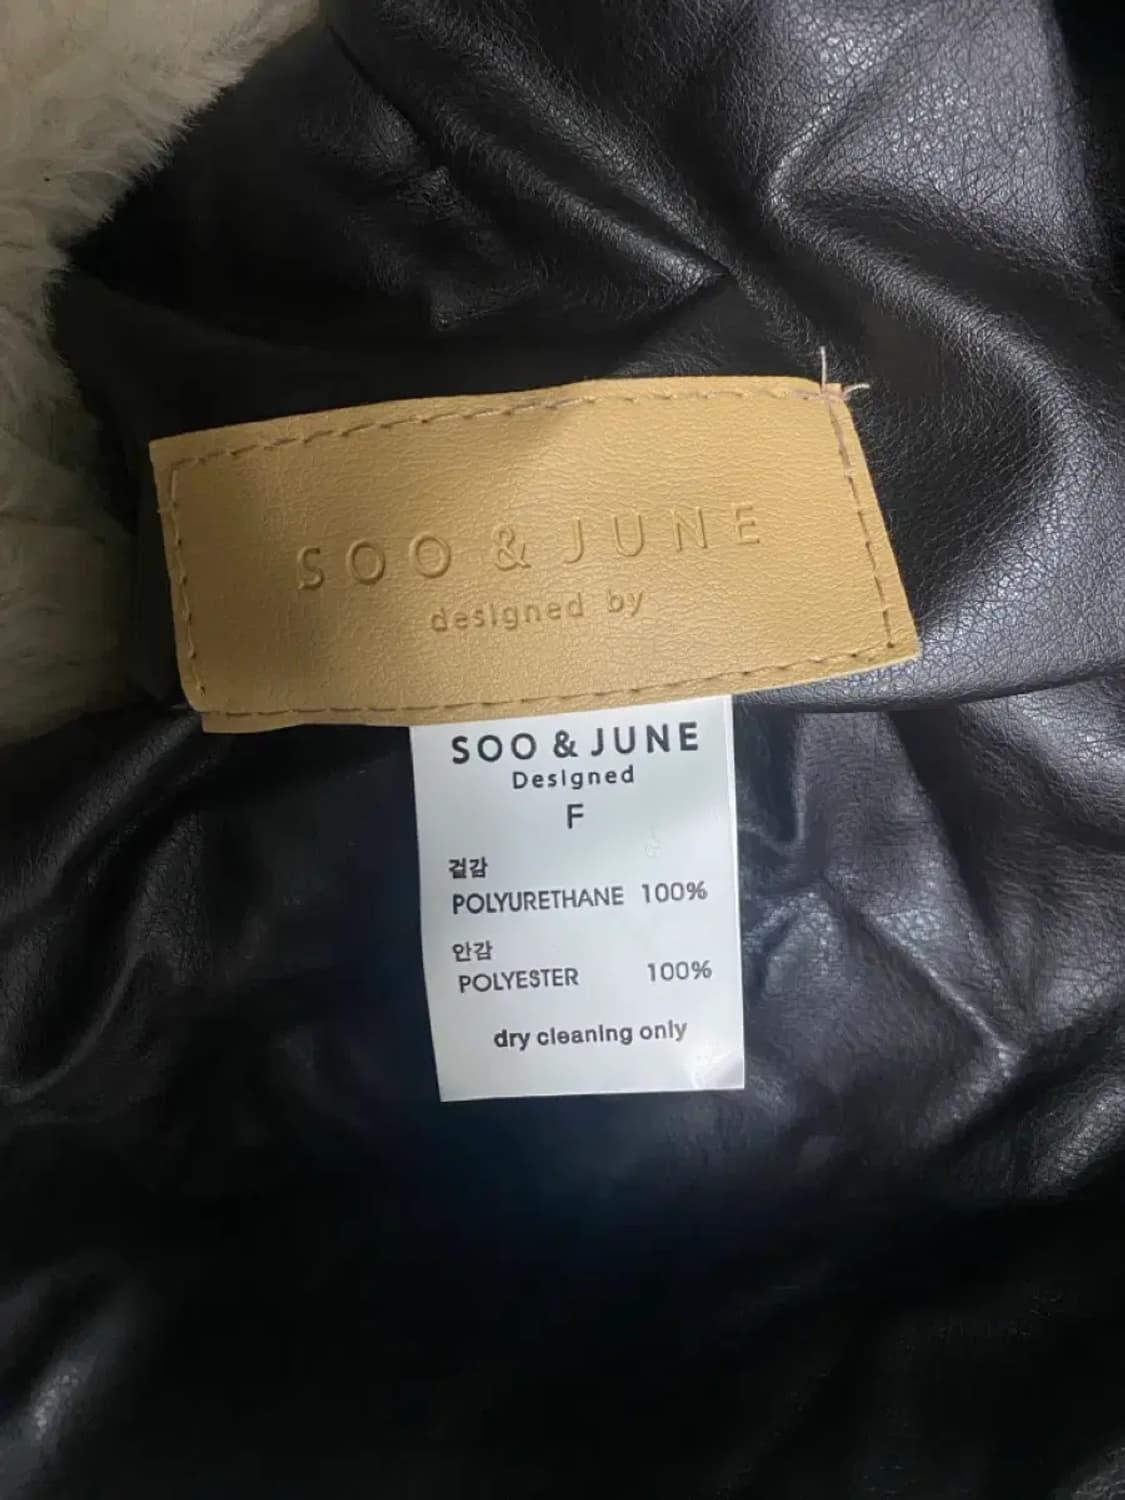 SOO & JUNE
designed by
SOO & JUNE
Designed
F
겉감
POLYURETHANE 100%
안감
POLYESTER 100%
dry cleaning only